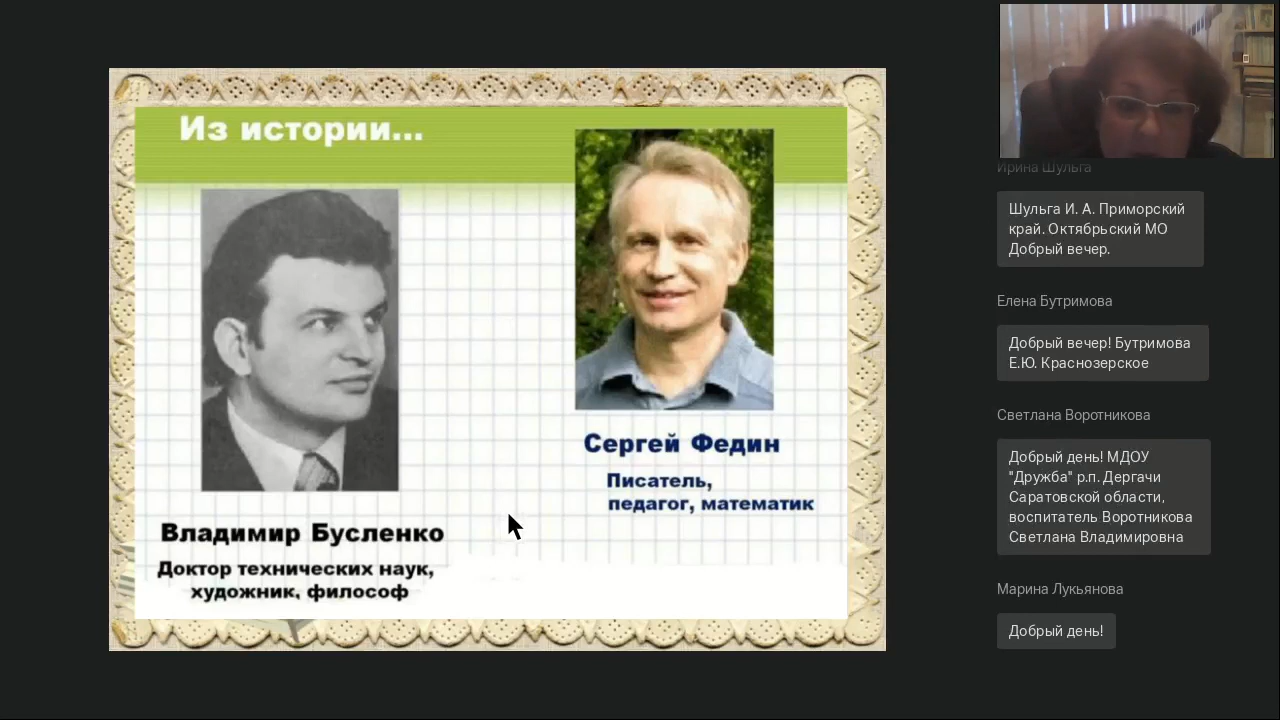 Из истории...
Сергей Федин
Писатель,
педагог, математик
Владимир Бусленко
Доктор технических наук,
художник, философ
Ирина Шульга
Шульга И. А. Приморский
край. Октябрьский МО
Добрый вечер.
Елена Бутримова
Добрый вечер! Бутримова
Е.Ю. Краснозерское
Светлана Воротникова
Добрый день! МДОУ
"Дружба" р.п. Дергачи
Саратовской области,
воспитатель Воротникова
Светлана Владимировна
Марина Лукьянова
Добрый день!